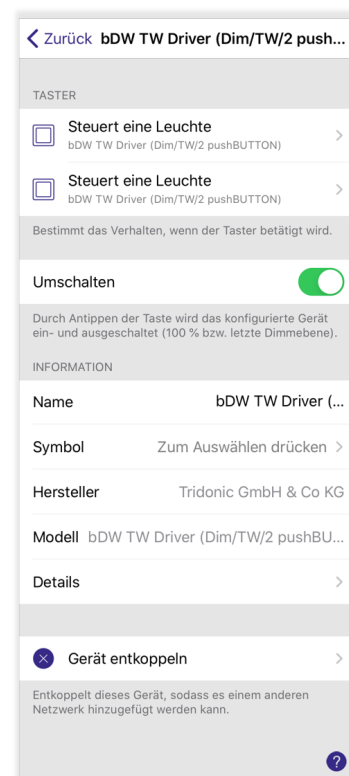 Zurück bDW TW Driver (Dim/TW/2 push...
TASTER
Steuert eine Leuchte
bDW TW Driver (Dim/TW/2 pushBUTTON)
Steuert eine Leuchte
bDW TW Driver (Dim/TW/2 pushBUTTON)
Bestimmt das Verhalten, wenn der Taster betätigt wird.
Umschalten
Durch Antippen der Taste wird das konfigurierte Gerät
ein- und ausgeschaltet (100 % bzw. letzte Dimmebene).
INFORMATION
Name bDW TW Driver (...
Symbol Zum Auswählen drücken
Hersteller Tridonic GmbH & Co KG
Modell bDW TW Driver (Dim/TW/2 pushBU...
Details
Gerät entkoppeln
Entkoppelt dieses Gerät, sodass es einem anderen
Netzwerk hinzugefügt werden kann.
?